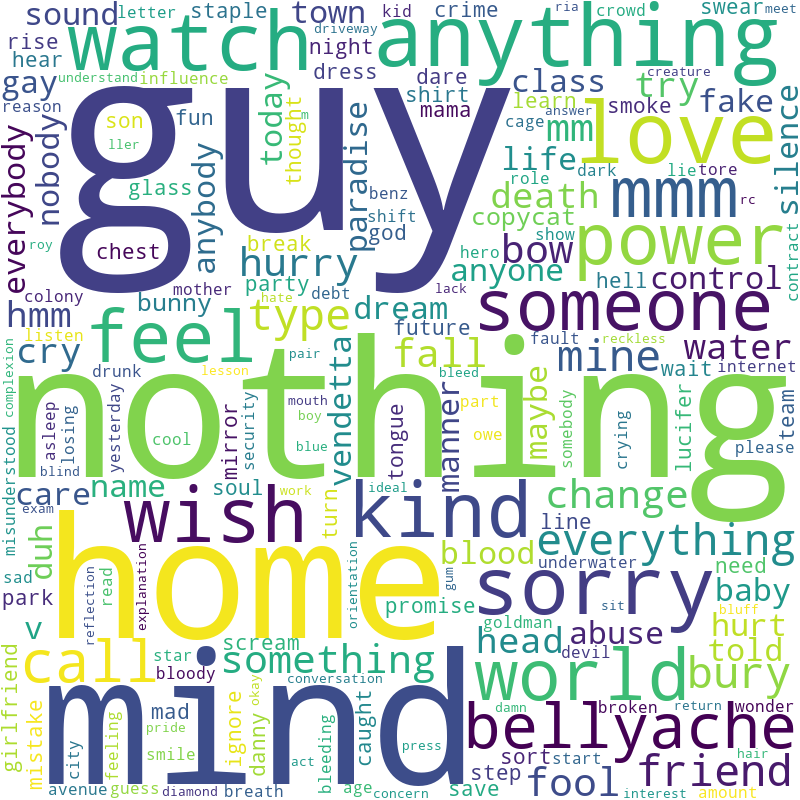 sound
letter
staple
town
driveway
kid
crime
swear
ria
meet
crowd
rise
hear
watch
anything
night
dress
dare
class
creature
try
fake
gay
understand
influence
reason
guy
today
thought
shirt
mama
learn
smoke
answer
cage
love
silence
everybody
nobody
son
fun
ller
m
mm
dark
lie
tore
glass
anybody
paradise
benz
life
role
mmm
rc
death
copycat
shift
god
roy
chest
break
hurry
hero
show
bow
power
contract
party
anyone
hell
control
mother
debt
lack
colony
bunny
hate
hmm
someone
listen
feel
type
dream
future
fault
reckless
cry
drunk
pair
lesson
fall
mine
wait
water
internet
bleed
complexion
asleep
losing
blind
nothing
mouth
boy
blue
cool
vendetta
tongue
manner
part
owe
maybe
somebody
crying
lucifer
please
team
yesterday
mirror
security
misunderstood
exam
care
name
soul
work
ideal
wish
turn
kind
change
line
duh
home
orientation
blood
everything
underwater
need
sad
park
reflection
read
explanation
gum
sorry
baby
sit
bluff
v
promise
goldman
head
abuse
hurt
told
scream
star
call
bloody
something
devil
world
bury
girlfriend
mistake
conversation
okay
mind
damn
broken
return
wonder
mad
pride
ignore
danny
caught
bellyache
city
feeling
smile
bleeding
press
hair
sort
start
friend
act
step
fool
avenue
guess
diamond
breath
age
concern
save
interest
amount